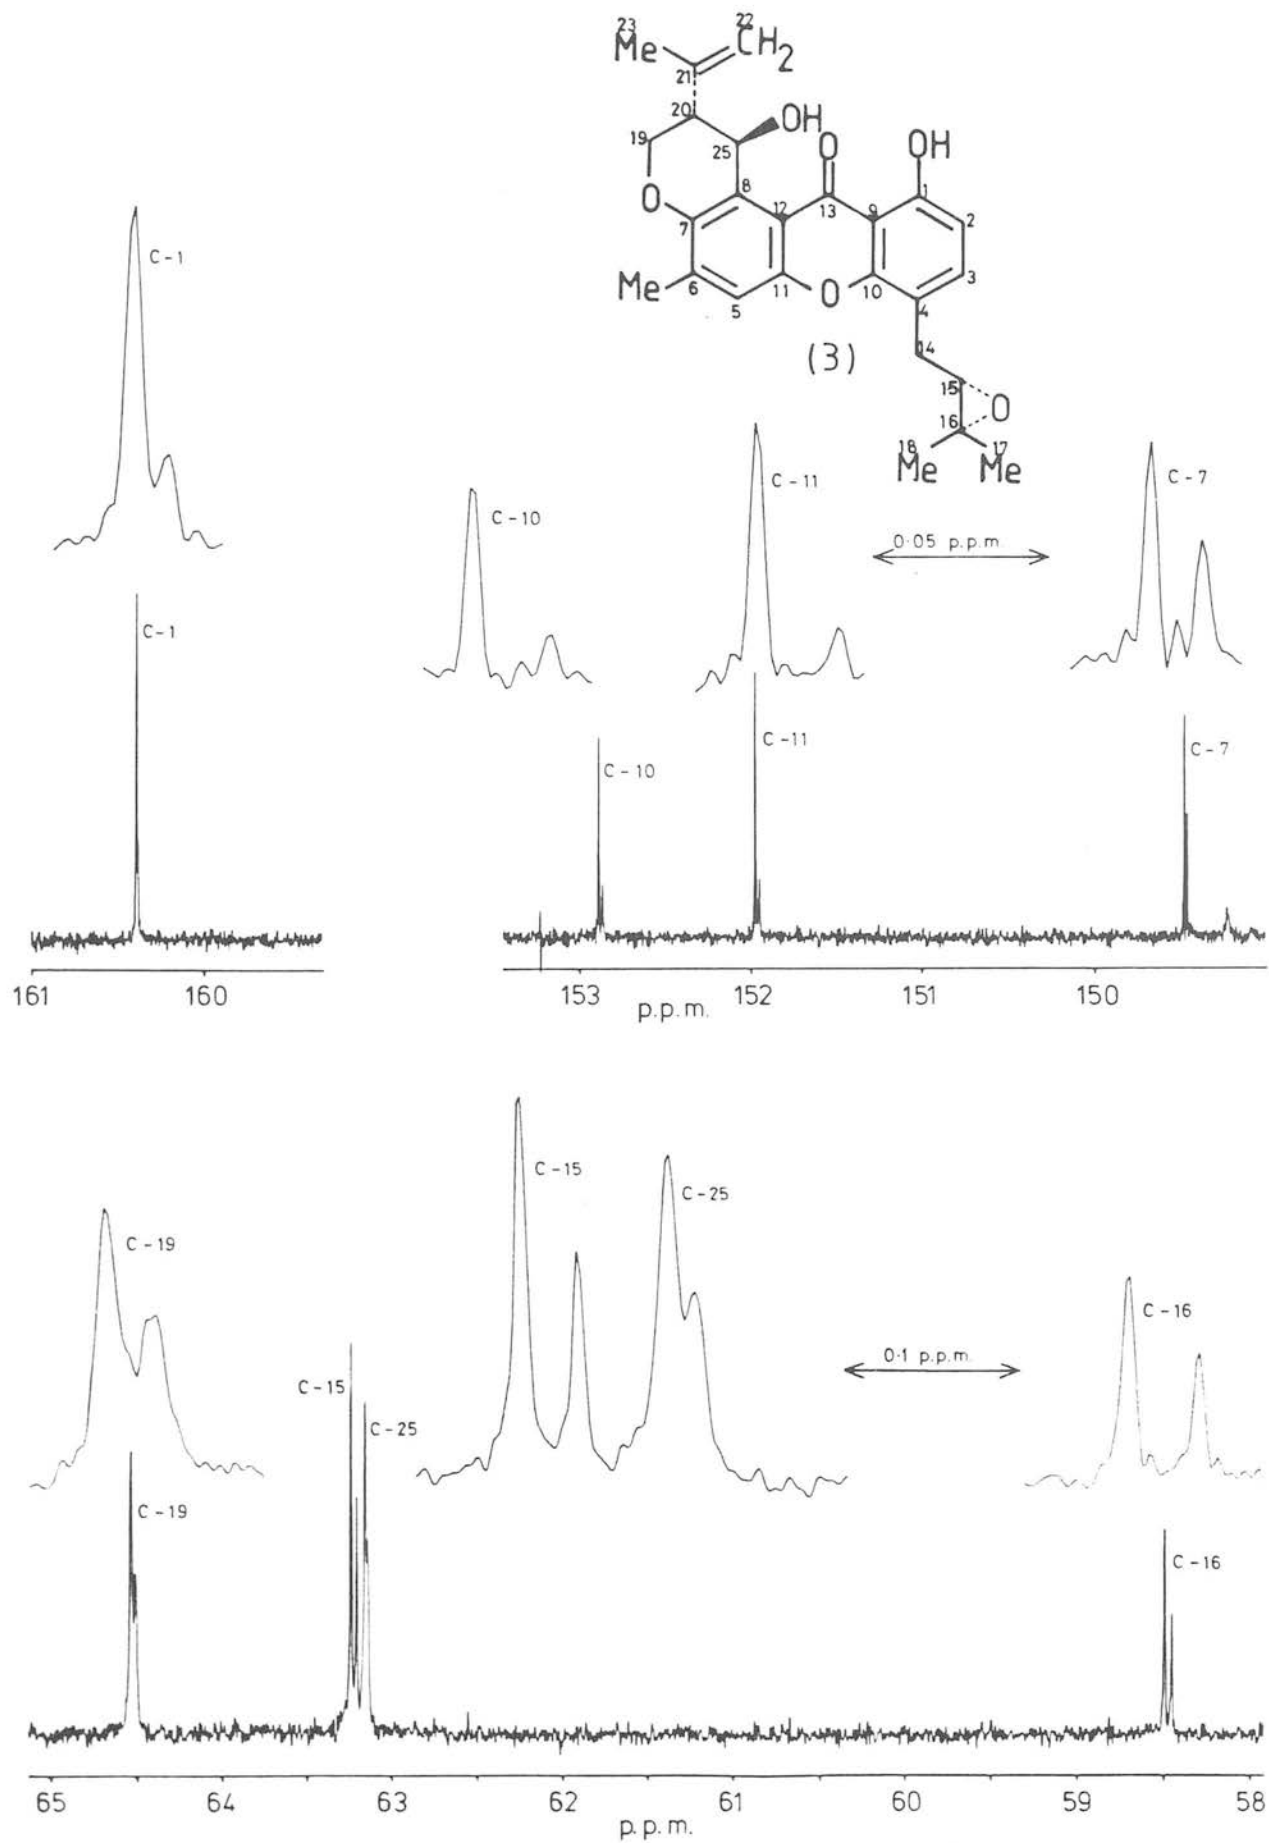 23
22
Me
CH2
21
20
OH
19
25
O
OH
8
1
O
12
13
9
2
7
Me
6
5
11
O
10
3
4
(3)
14
15
O
16
18
17
Me
Me
C-1
C-10
C-11
0·05 p.p.m.
C-7
C-1
C-10
C-11
C-7
161
160
153
152
151
150
p.p.m.
C-15
C-25
C-19
C-16
0·1 p.p.m.
C-15
C-25
C-19
C-16
65
64
63
62
61
60
59
58
p.p.m.